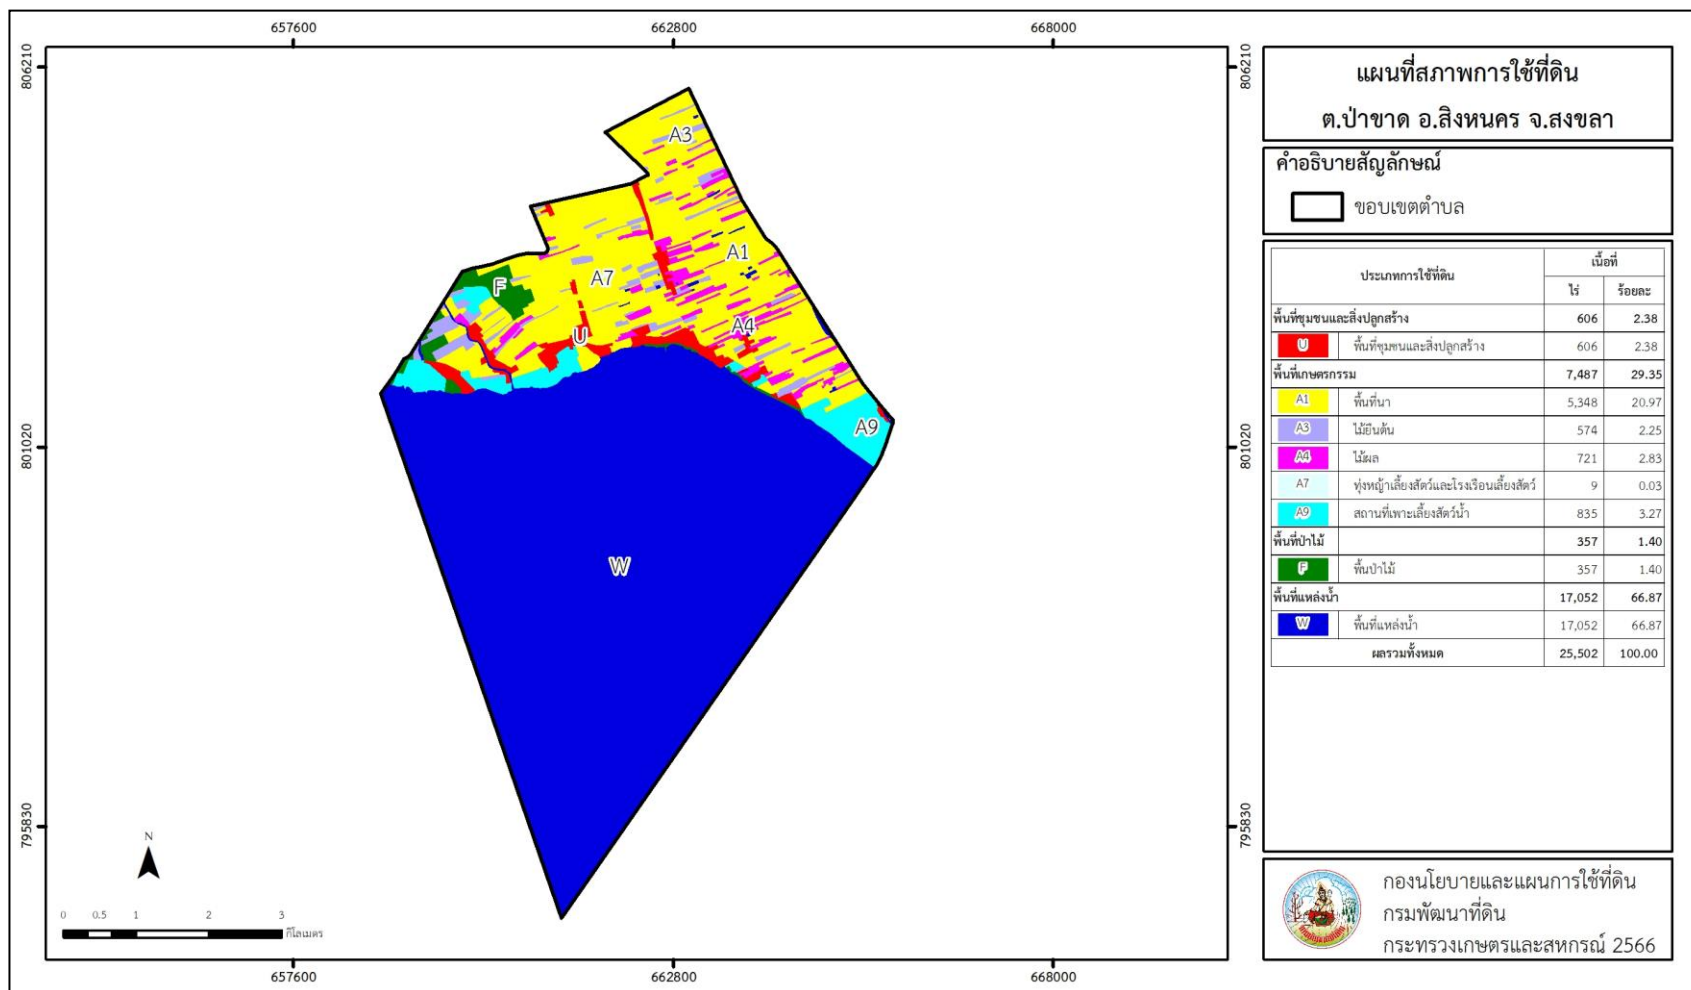 657600 662800 668000
806210 806210
801020 801020
795830 795830
657600 662800 668000
A3
A1
A7
F
A4
U
A9
W
N
0 0.5 1 2 3
กิโลเมตร
แผนที่สภาพการใช้ที่ดิน
ต.ป่าขาด อ.สิงหนคร จ.สงขลา
คำอธิบายสัญลักษณ์
ขอบเขตตำบล
ประเภทการใช้ที่ดิน เนื้อที่
ไร่ ร้อยละ
พื้นที่ชุมชนและสิ่งปลูกสร้าง 606 2.38
U พื้นที่ชุมชนและสิ่งปลูกสร้าง 606 2.38
พื้นที่เกษตรกรรม 7,487 29.35
A1 พื้นที่นา 5,348 20.97
A3 ไม้ยืนต้น 574 2.25
A4 ไม้ผล 721 2.83
A7 ทุ่งหญ้าเลี้ยงสัตว์และโรงเรือนเลี้ยงสัตว์ 9 0.03
A9 สถานที่เพาะเลี้ยงสัตว์น้ำ 835 3.27
พื้นที่ป่าไม้ 357 1.40
F พื้นป่าไม้ 357 1.40
พื้นที่แหล่งน้ำ 17,052 66.87
W พื้นที่แหล่งน้ำ 17,052 66.87
ผลรวมทั้งหมด 25,502 100.00
กองนโยบายและแผนการใช้ที่ดิน
กรมพัฒนาที่ดิน
กระทรวงเกษตรและสหกรณ์ 2566